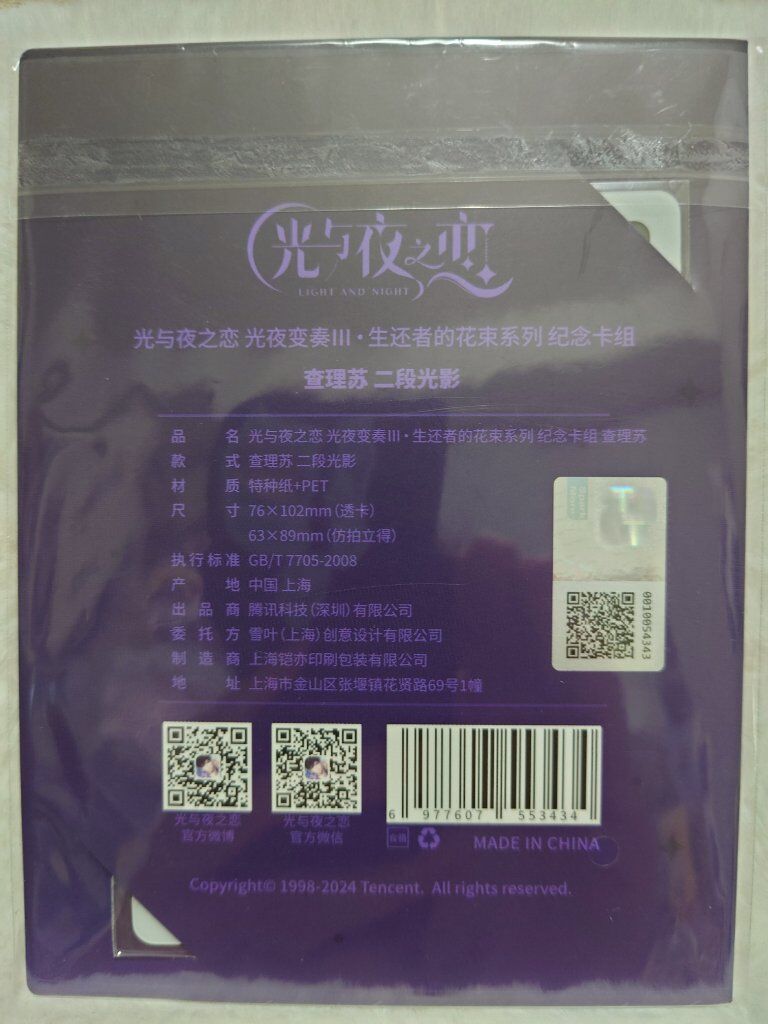 光与夜之恋
LIGHT AND NIGHT
光与夜之恋 光夜变奏III·生还者的花束系列 纪念卡组
查理苏 二段光影
品 名 光与夜之恋 光夜变奏III·生还者的花束系列 纪念卡组 查理苏
款 式 查理苏 二段光影
材 质 特种纸+PET
尺 寸 76×102mm(透卡)
63×89mm(仿拍立得)
执行标准 GB/T 7705-2008
产 地 中国 上海
出品商 腾讯科技(深圳)有限公司
委托方 雪叶(上海)创意设计有限公司
制造商 上海铠亦印刷包装有限公司
地 址 上海市金山区张堰镇花贤路69号1幢
0010054343
光与夜之恋
官方微博
光与夜之恋
官方微信
6 977607 553434
MADE IN CHINA
Copyright© 1998-2024 Tencent. All rights reserved.